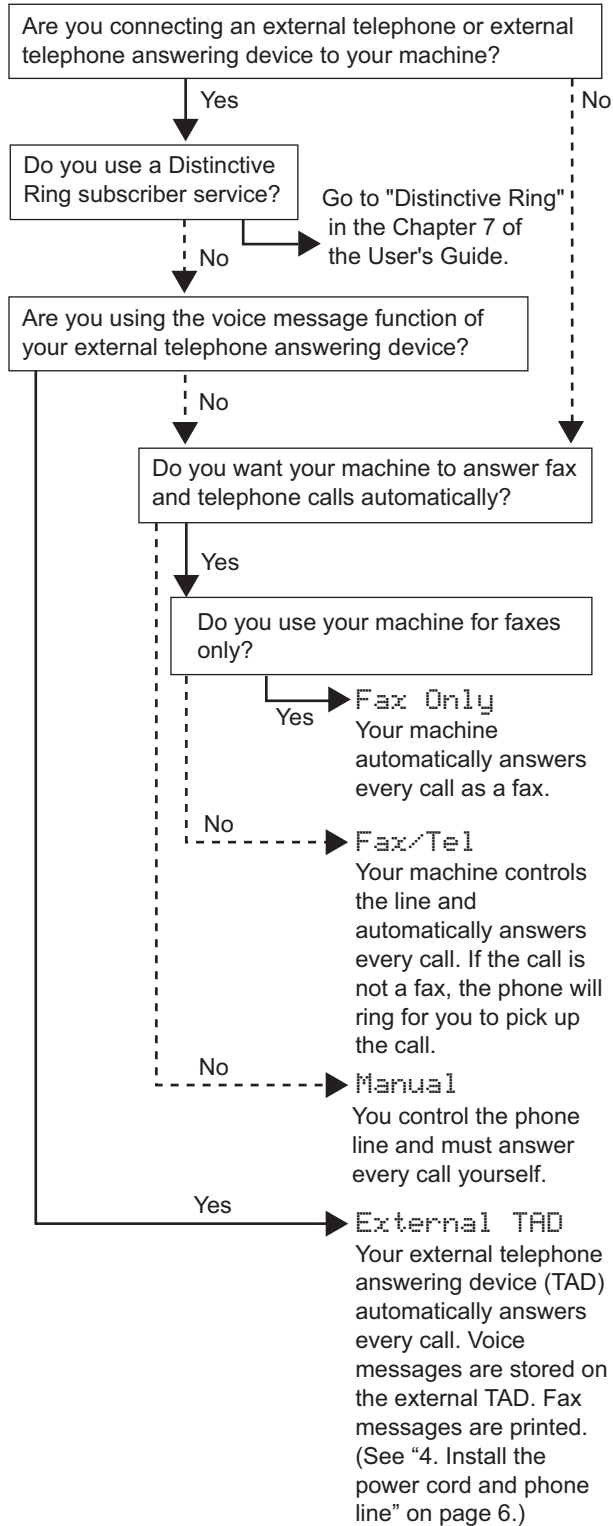 Are you connecting an external telephone or external
telephone answering device to your machine?
Yes
No
Do you use a Distinctive
Ring subscriber service?
Go to "Distinctive Ring"
in the Chapter 7 of
the User's Guide.
No
Are you using the voice message function of
your external telephone answering device?
No
Do you want your machine to answer fax
and telephone calls automatically?
Yes
Do you use your machine for faxes
only?
Yes
Fax Only
Your machine
automatically answers
every call as a fax.
No
Fax/Tel
Your machine controls
the line and
automatically answers
every call. If the call is
not a fax, the phone will
ring for you to pick up
the call.
No
Manual
You control the phone
line and must answer
every call yourself.
Yes
External TAD
Your external telephone
answering device (TAD)
automatically answers
every call. Voice
messages are stored on
the external TAD. Fax
messages are printed.
(See “4. Install the
power cord and phone
line” on page 6.)